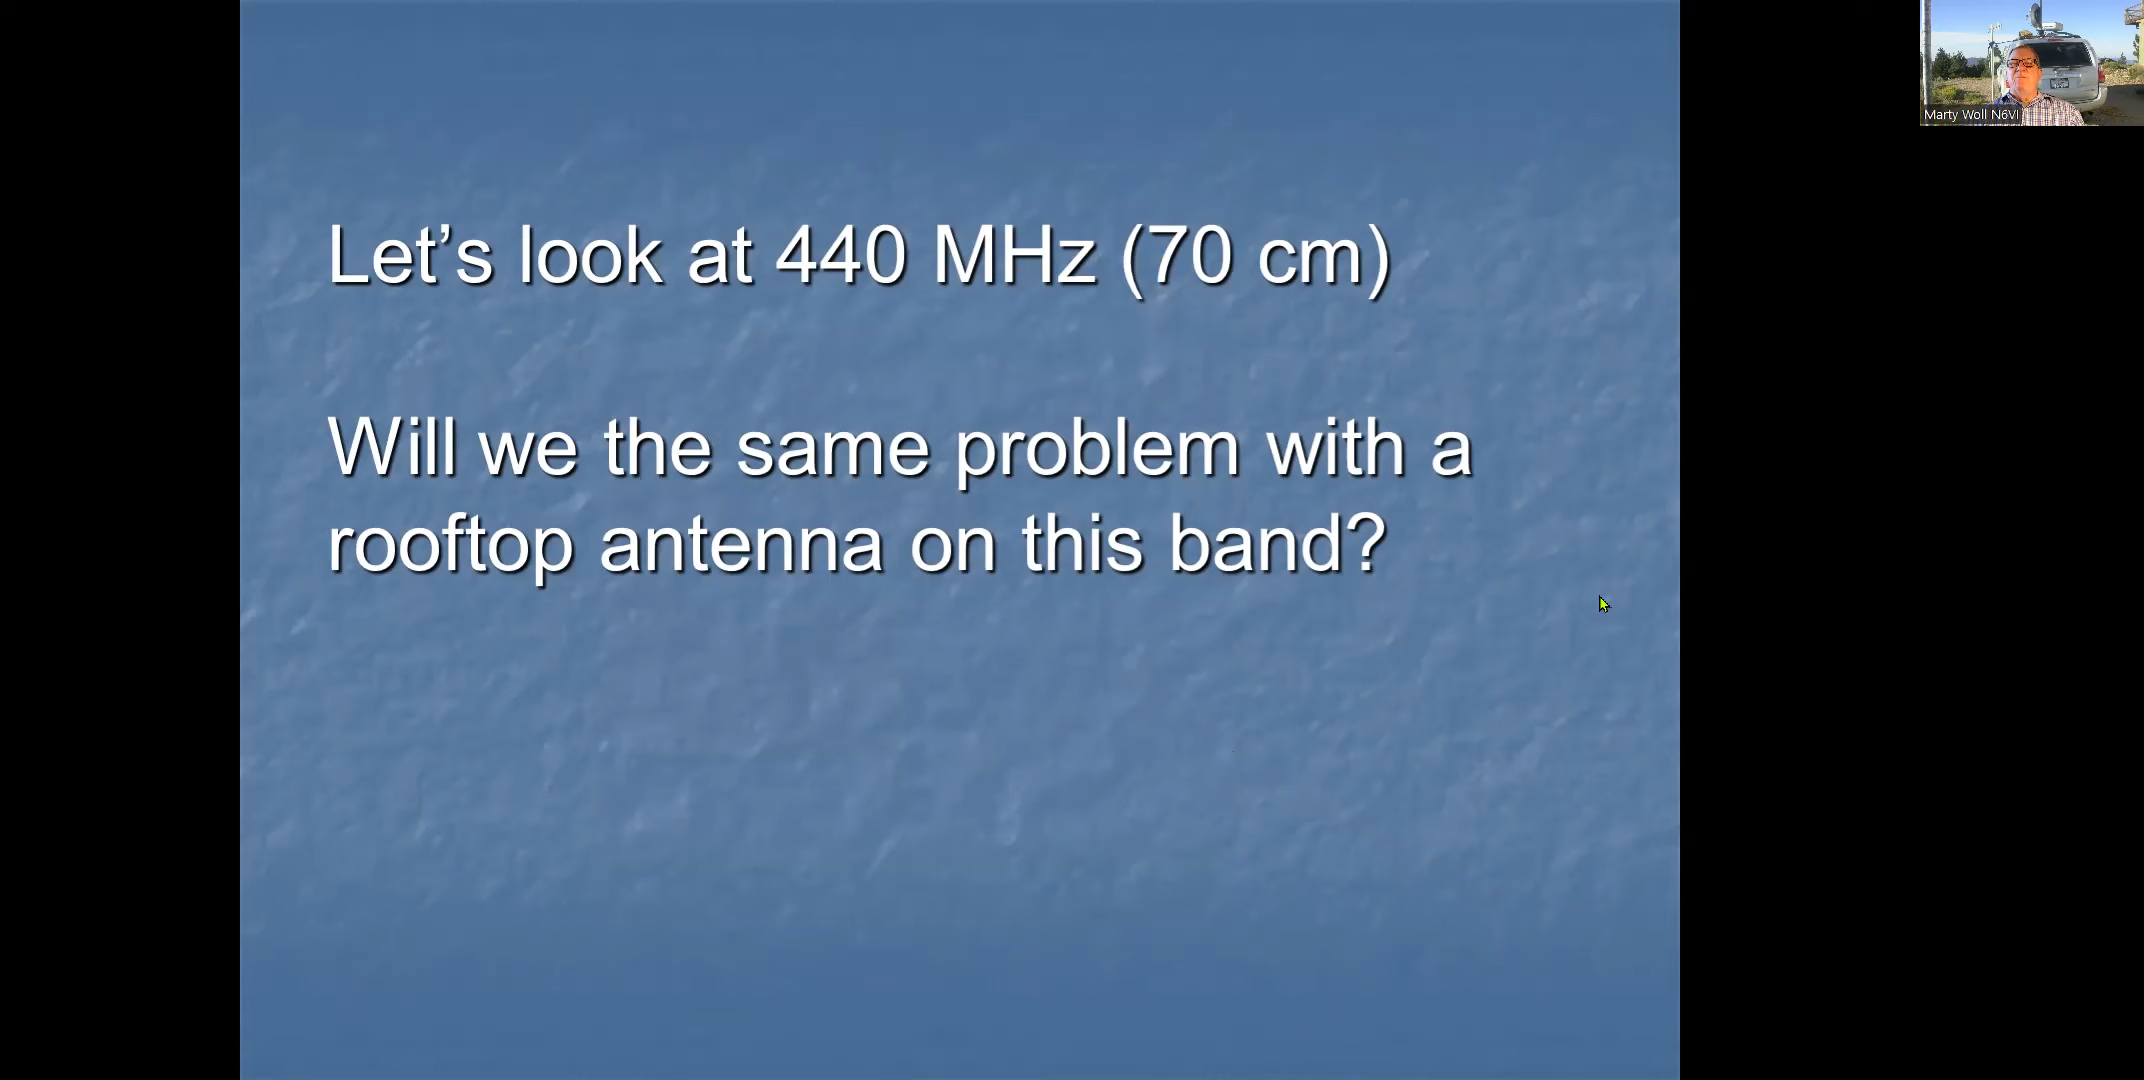 Let’s look at 440 MHz (70 cm)
Will we the same problem with a
rooftop antenna on this band?
Marty Woll N6VI